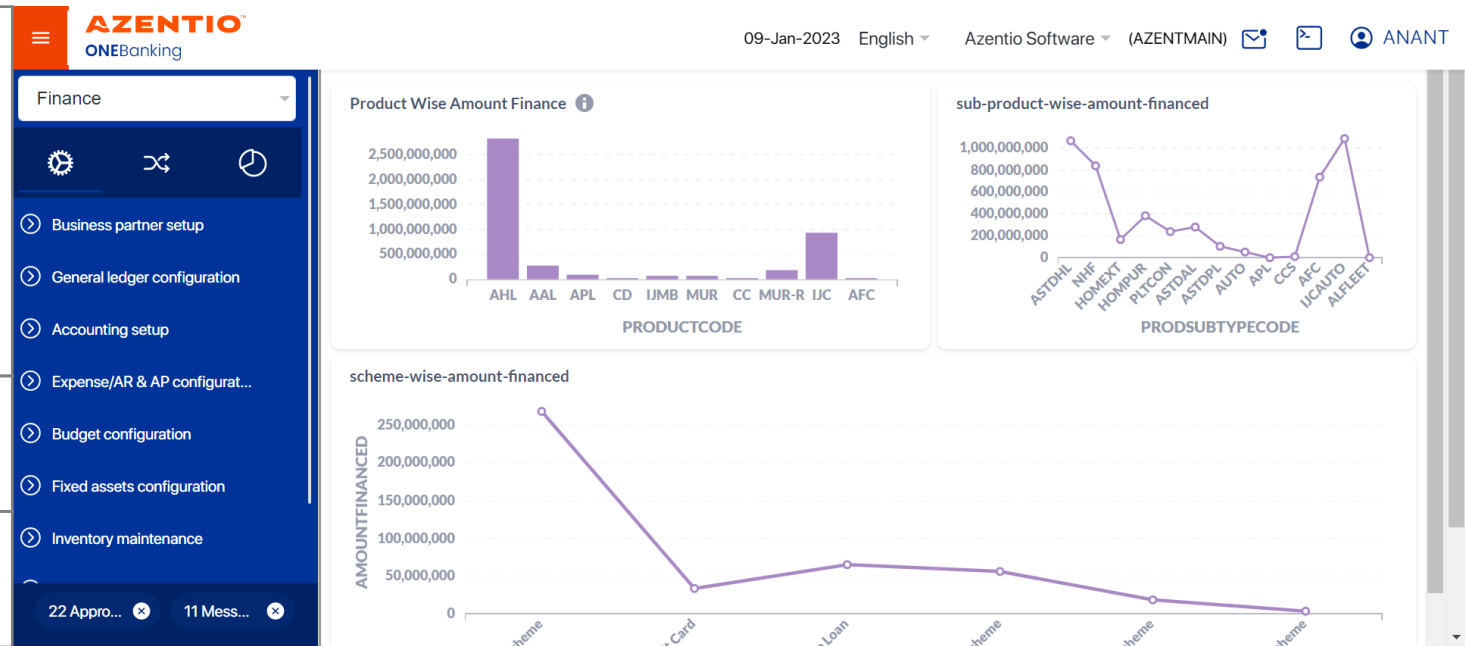 AZENTIO™
ONEBanking
09-Jan-2023 English Azentio Software (AZENTMAIN) ANANT
Finance
Business partner setup
General ledger configuration
Accounting setup
Expense/AR & AP configurat...
Budget configuration
Fixed assets configuration
Inventory maintenance
22 Appro... 11 Mess...
Product Wise Amount Finance
2,500,000,000
2,000,000,000
1,500,000,000
1,000,000,000
500,000,000
0
AHL AAL APL CD IJMB MUR CC MUR-R IJC AFC
PRODUCTCODE
sub-product-wise-amount-financed
1,000,000,000
800,000,000
600,000,000
400,000,000
200,000,000
0
ASTDHL NHF HOMEXT HOMPUR PLTCON ASTDAL ASTDPL AUTO APL CCS AFC IJCAUTO ALFLEET
PRODSUBTYPECODE
scheme-wise-amount-financed
AMOUNTFINANCED
250,000,000
200,000,000
150,000,000
100,000,000
50,000,000
0
Card Loan